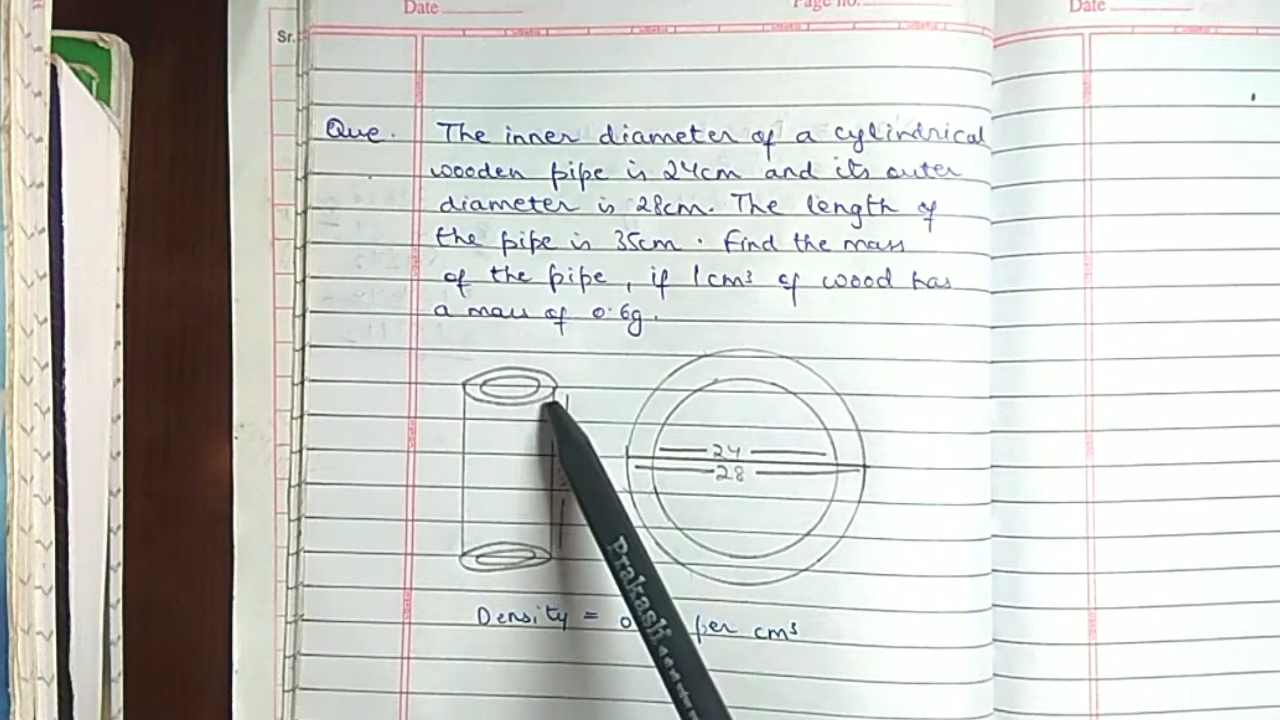 Date
Page no.
Date
Sr.
Que. The inner diameter of a cylindrical
wooden pipe is 24cm and its outer
diameter is 28cm. The length of
the pipe is 35cm. Find the mass
of the pipe, if 1cm³ of wood has
a mass of 0.6g.
24
28
Density = 0 per cm³
Prakash